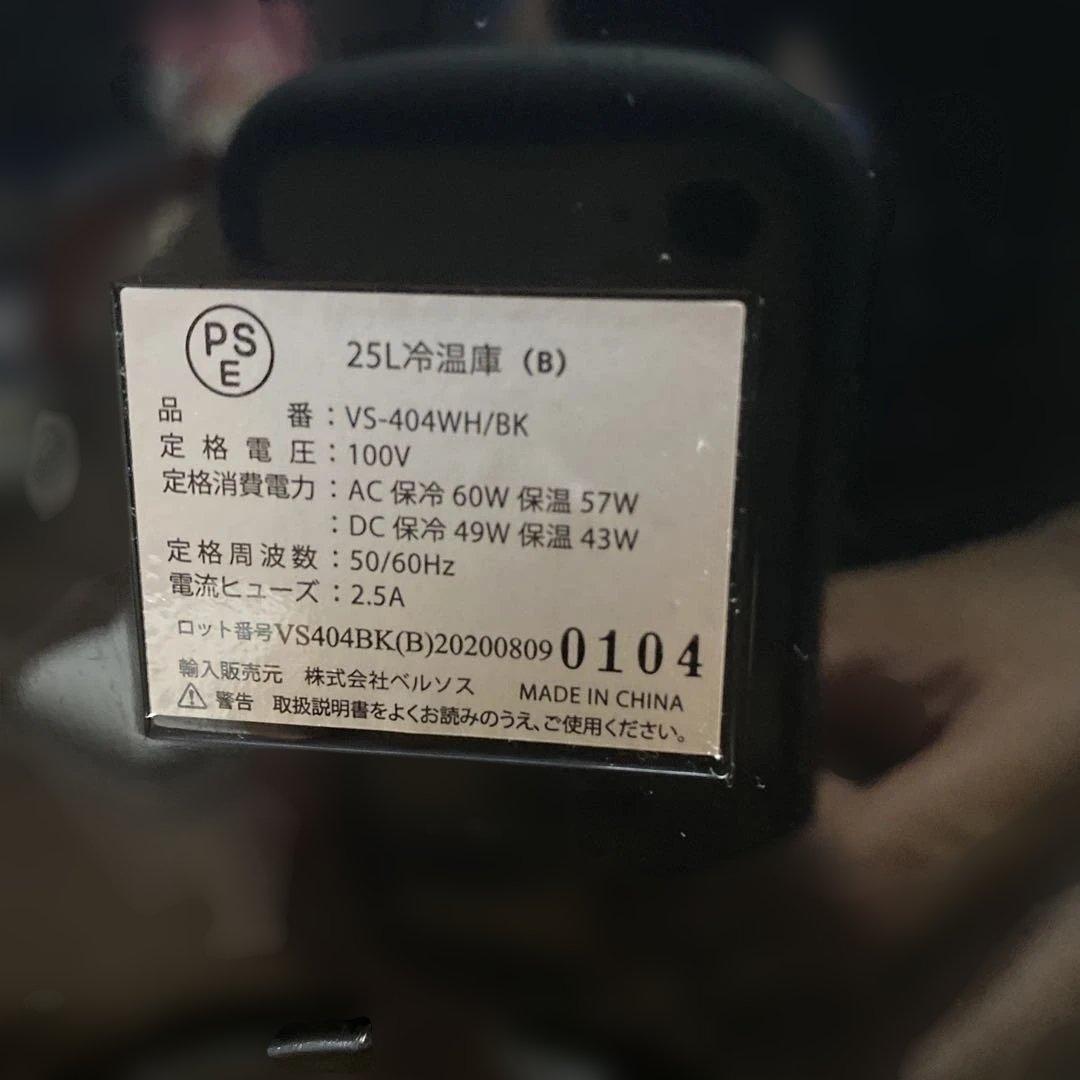 PSE
25L冷温庫（B）
品番：VS-404WH/BK
定格電圧：100V
定格消費電力：AC 保冷 60W 保温 57W
：DC 保冷 49W 保温 43W
定格周波数：50/60Hz
電流ヒューズ：2.5A
ロット番号VS404BK(B)20200809 0104
輸入販売元 株式会社ベルソス MADE IN CHINA
警告 取扱説明書をよくお読みのうえ、ご使用ください。